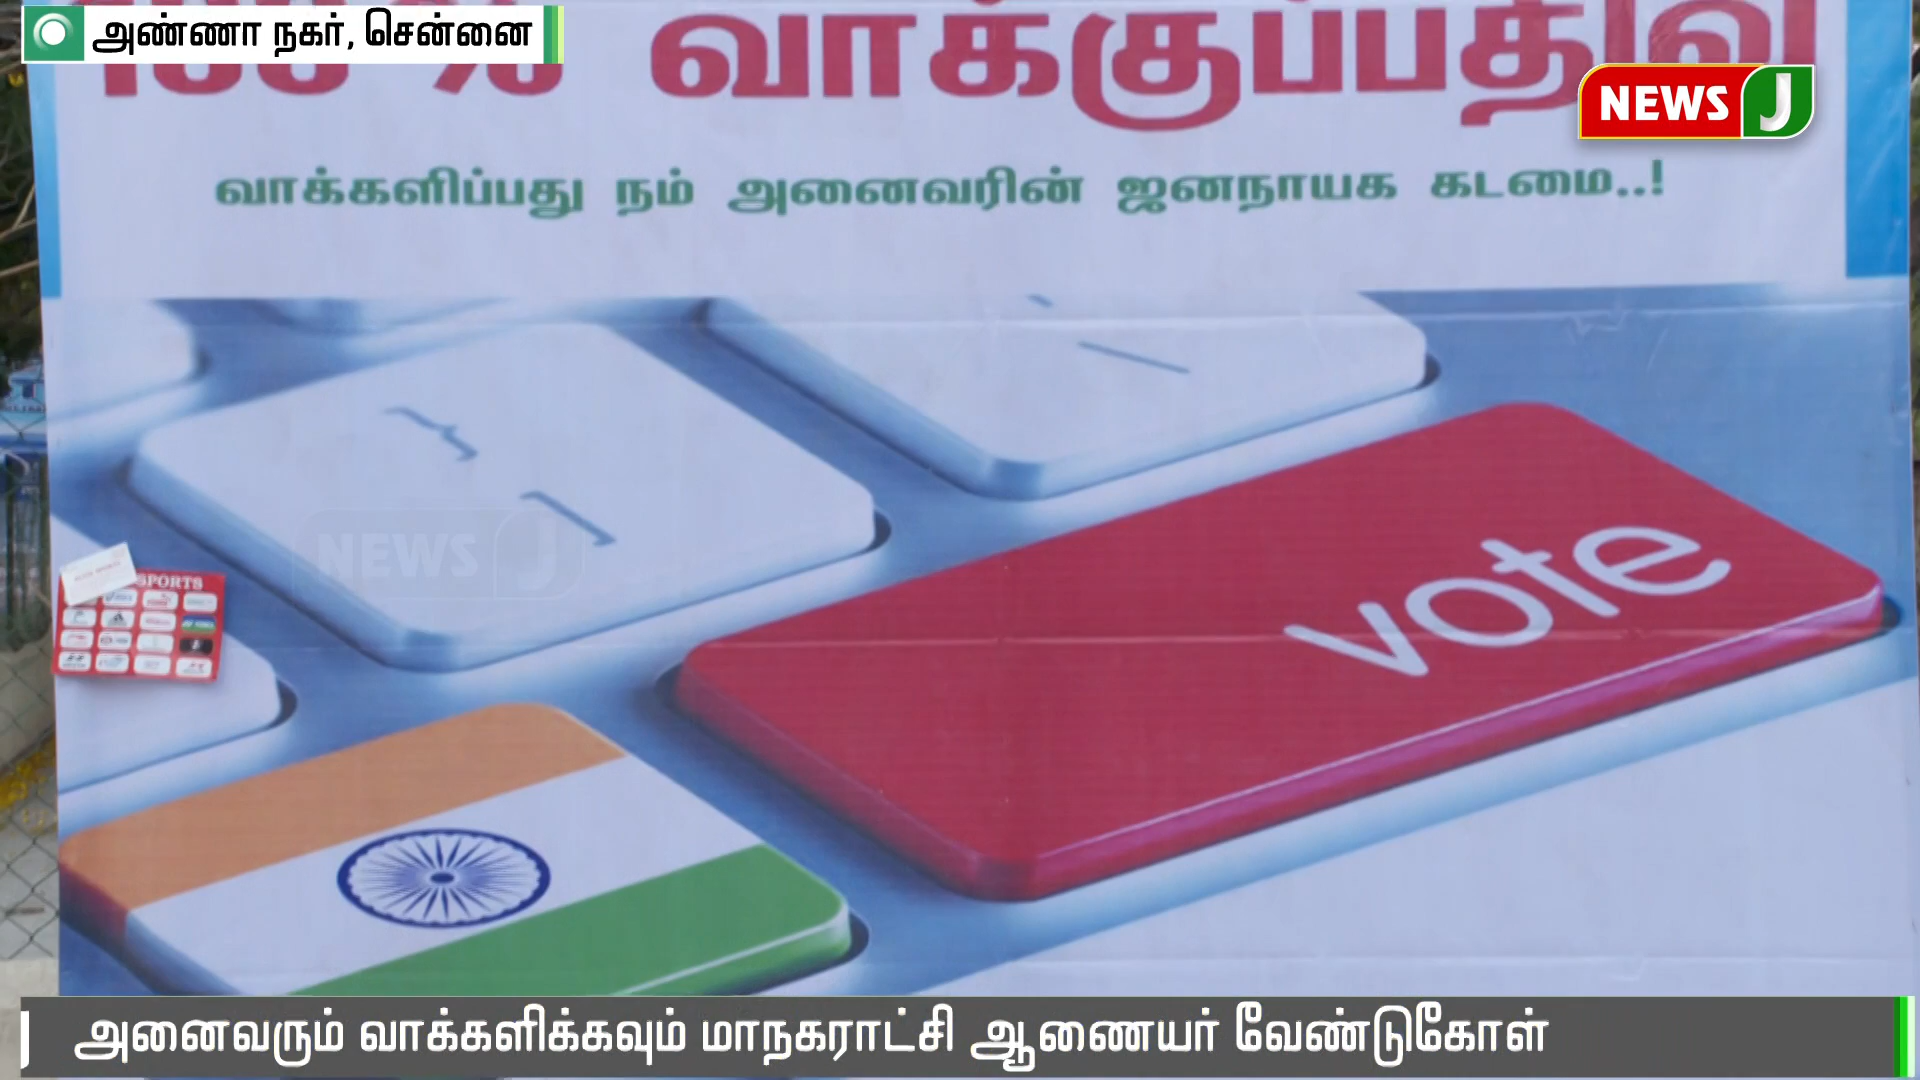 அண்ணா நகர், சென்னை
100% வாக்குப்பதிவு
NEWS J
வாக்களிப்பது நம் அனைவரின் ஜனநாயக கடமை..!
NEWS J
SPORTS
vote
அனைவரும் வாக்களிக்கவும் மாநகராட்சி ஆணையர் வேண்டுகோள்